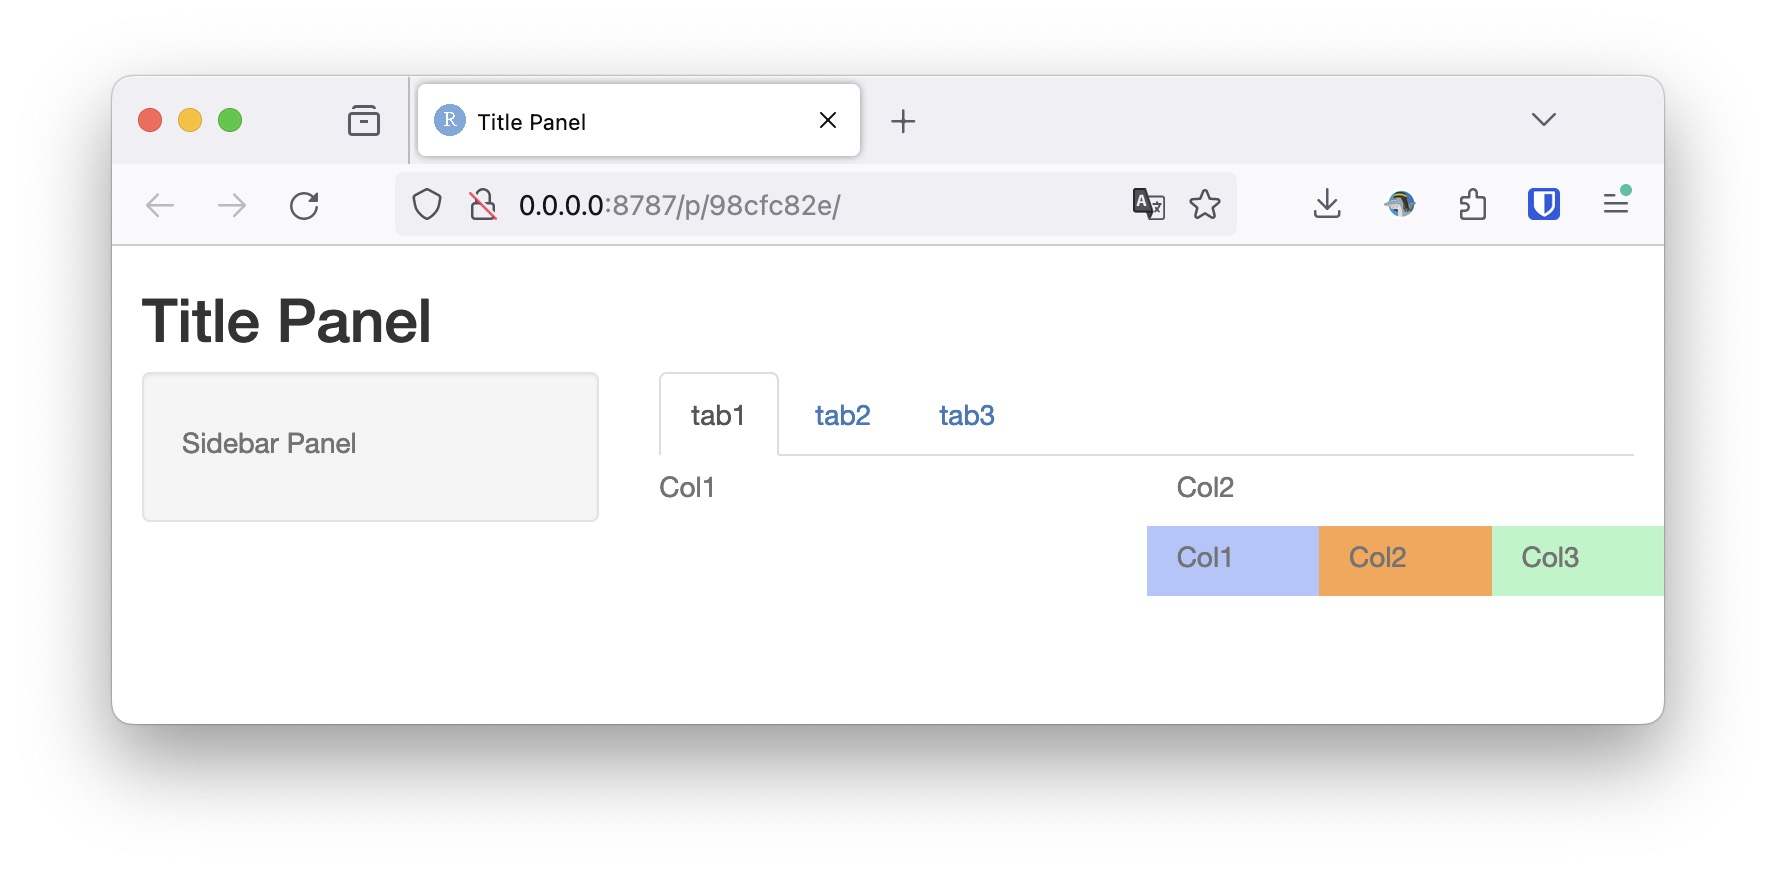 R Title Panel
0.0.0.0:8787/p/98cfc82e/
Title Panel
Sidebar Panel
tab1 tab2 tab3
Col1 Col2
Col1 Col2 Col3